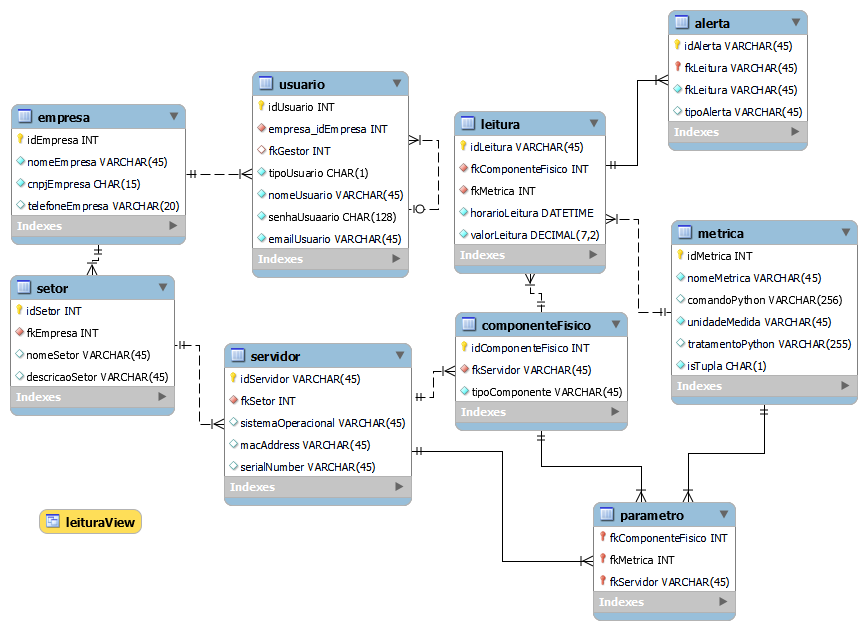 empresa
idEmpresa INT
nomeEmpresa VARCHAR(45)
cnpjEmpresa CHAR(15)
telefoneEmpresa VARCHAR(20)
Indexes
usuario
idUsuario INT
empresa_idEmpresa INT
fkGestor INT
tipoUsuario CHAR(1)
nomeUsuario VARCHAR(45)
senhaUsuaario CHAR(128)
emailUsuario VARCHAR(45)
Indexes
leitura
idLeitura VARCHAR(45)
fkComponenteFisico INT
fkMetrica INT
horarioLeitura DATETIME
valorLeitura DECIMAL(7,2)
Indexes
alerta
idAlerta VARCHAR(45)
fkLeitura VARCHAR(45)
fkLeitura VARCHAR(45)
tipoAlerta VARCHAR(45)
Indexes
metrica
idMetrica INT
nomeMetrica VARCHAR(45)
comandoPython VARCHAR(256)
unidadeMedida VARCHAR(45)
tratamentoPython VARCHAR(255)
isTupla CHAR(1)
Indexes
setor
idSetor INT
fkEmpresa INT
nomeSetor VARCHAR(45)
descricaoSetor VARCHAR(45)
Indexes
servidor
idServidor VARCHAR(45)
fkSetor INT
sistemaOperacional VARCHAR(45)
macAddress VARCHAR(45)
serialNumber VARCHAR(45)
Indexes
componenteFisico
idComponenteFisico INT
fkServidor VARCHAR(45)
tipoComponente VARCHAR(45)
Indexes
parametro
fkComponenteFisico INT
fkMetrica INT
fkServidor VARCHAR(45)
Indexes
leituraView